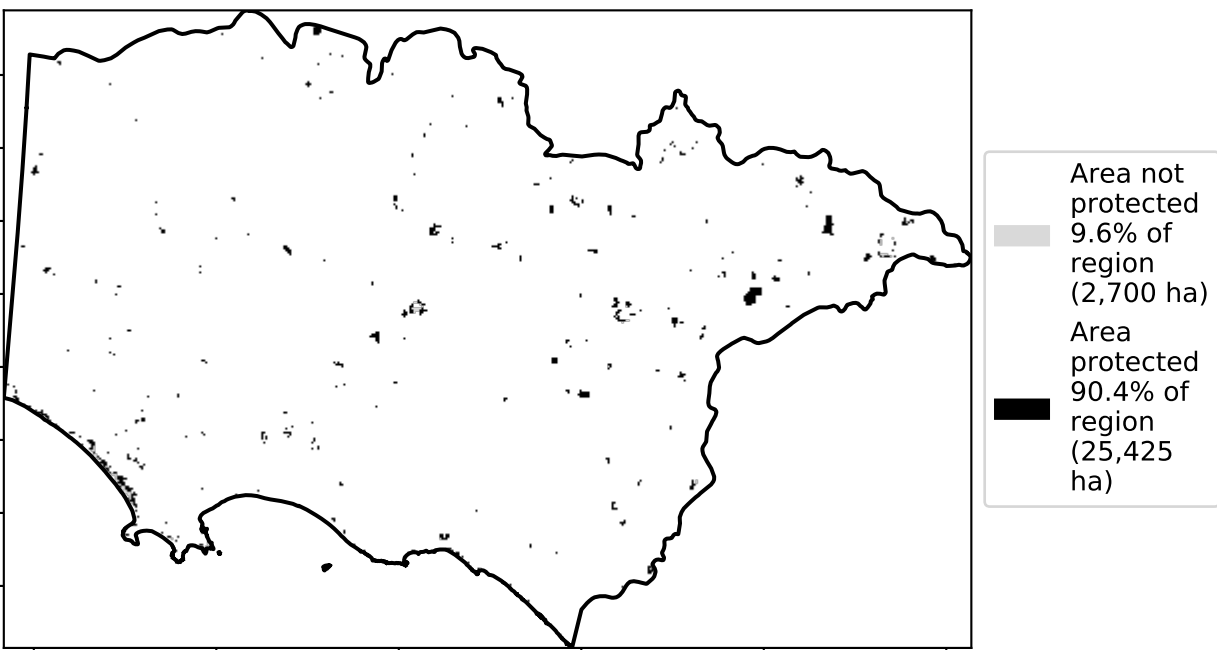 Area not
protected
9.6% of
region
(2,700 ha)
Area
protected
90.4% of
region
(25,425
ha)